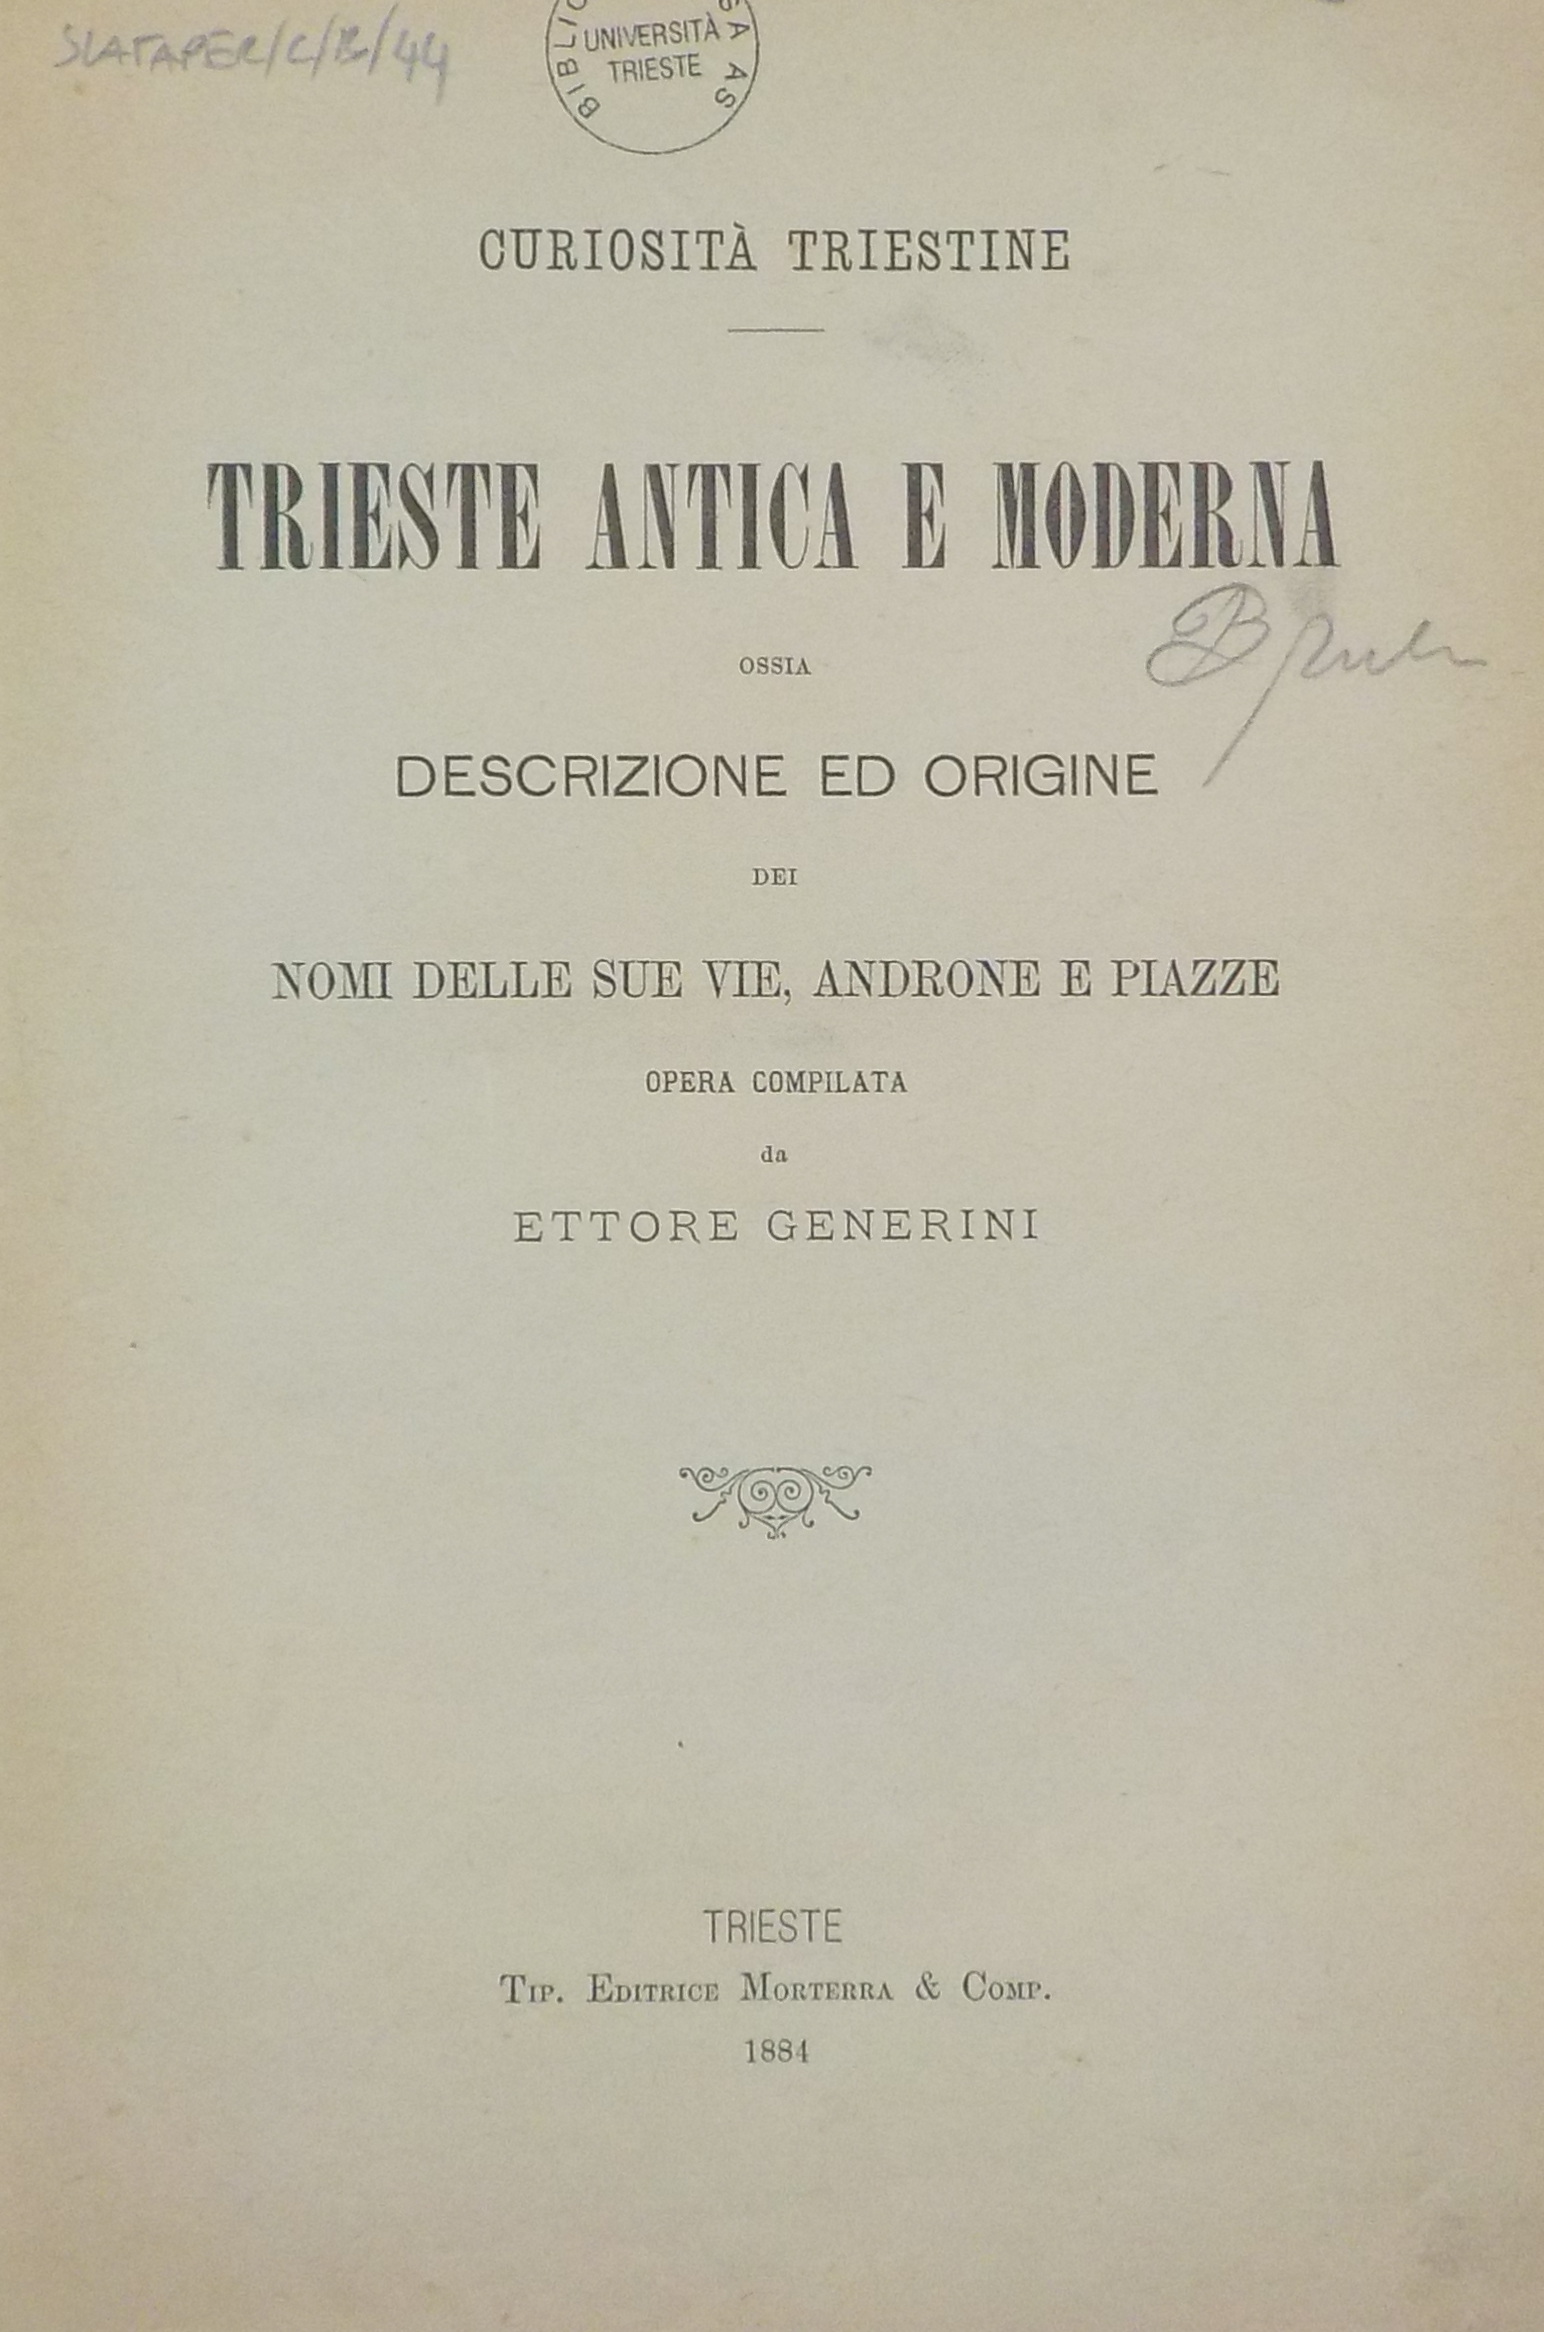 SLATAPER/C/B/44
UNIVERSITÀ
TRIESTE
CURIOSITÀ TRIESTINE
TRIESTE ANTICA E MODERNA
OSSIA
DESCRIZIONE ED ORIGINE
DEI
NOMI DELLE SUE VIE, ANDRONE E PIAZZE
OPERA COMPILATA
da
ETTORE GENERINI
TRIESTE
TIP. EDITRICE MORTERRA & COMP.
1884